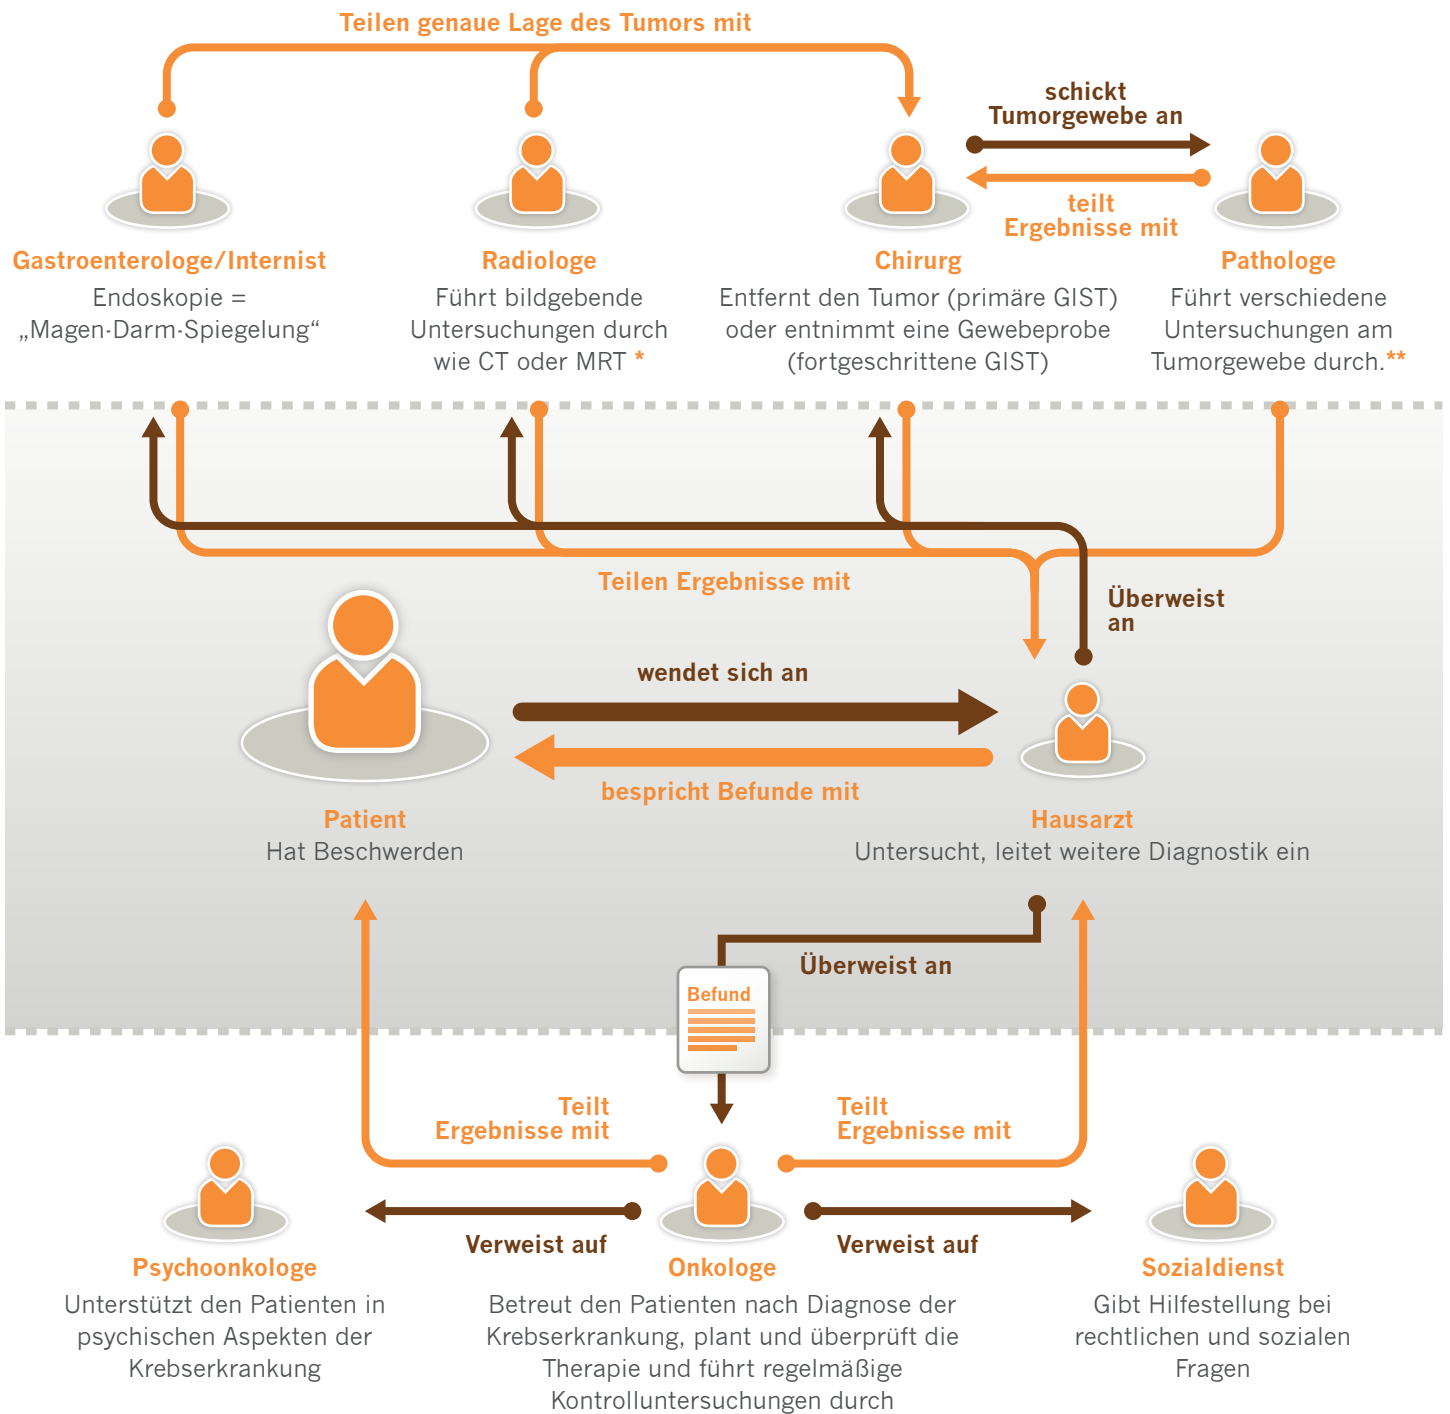 Teilen genaue Lage des Tumors mit
schickt
Tumorgewebe an
teilt
Ergebnisse mit
Gastroenterologe/Internist
Endoskopie =
„Magen-Darm-Spiegelung“
Radiologe
Führt bildgebende
Untersuchungen durch
wie CT oder MRT *
Chirurg
Entfernt den Tumor (primäre GIST)
oder entnimmt eine Gewebeprobe
(fortgeschrittene GIST)
Pathologe
Führt verschiedene
Untersuchungen am
Tumorgewebe durch.**
Teilen Ergebnisse mit
Überweist
an
wendet sich an
bespricht Befunde mit
Patient
Hat Beschwerden
Hausarzt
Untersucht, leitet weitere Diagnostik ein
Überweist an
Befund
Teilt
Ergebnisse mit
Teilt
Ergebnisse mit
Verweist auf
Verweist auf
Psychoonkologe
Unterstützt den Patienten in
psychischen Aspekten der
Krebserkrankung
Onkologe
Betreut den Patienten nach Diagnose der
Krebserkrankung, plant und überprüft die
Therapie und führt regelmäßige
Kontrolluntersuchungen durch
Sozialdienst
Gibt Hilfestellung bei
rechtlichen und sozialen
Fragen